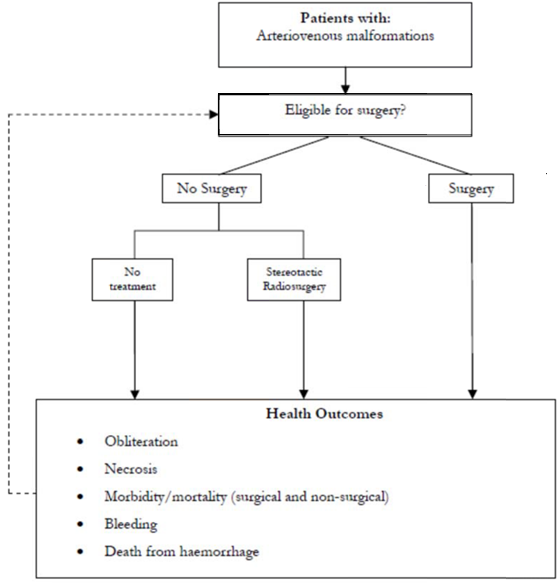 Patients with:
Arteriovenous malformations
Eligible for surgery?
No Surgery
Surgery
No
treatment
Stereotactic
Radiosurgery
Health Outcomes
• Obliteration
• Necrosis
• Morbidity/mortality (surgical and non-surgical)
• Bleeding
• Death from haemorrhage